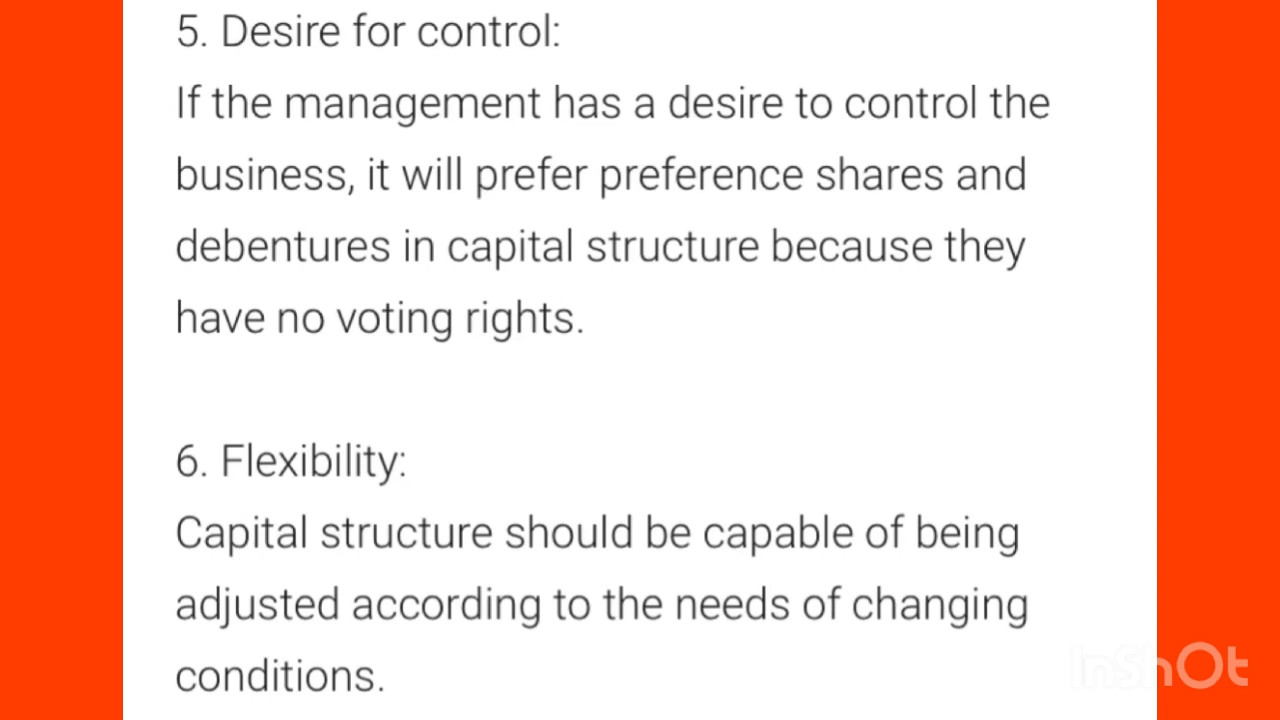 5. Desire for control:
If the management has a desire to control the
business, it will prefer preference shares and
debentures in capital structure because they
have no voting rights.
6. Flexibility:
Capital structure should be capable of being
adjusted according to the needs of changing
conditions.
InShOt